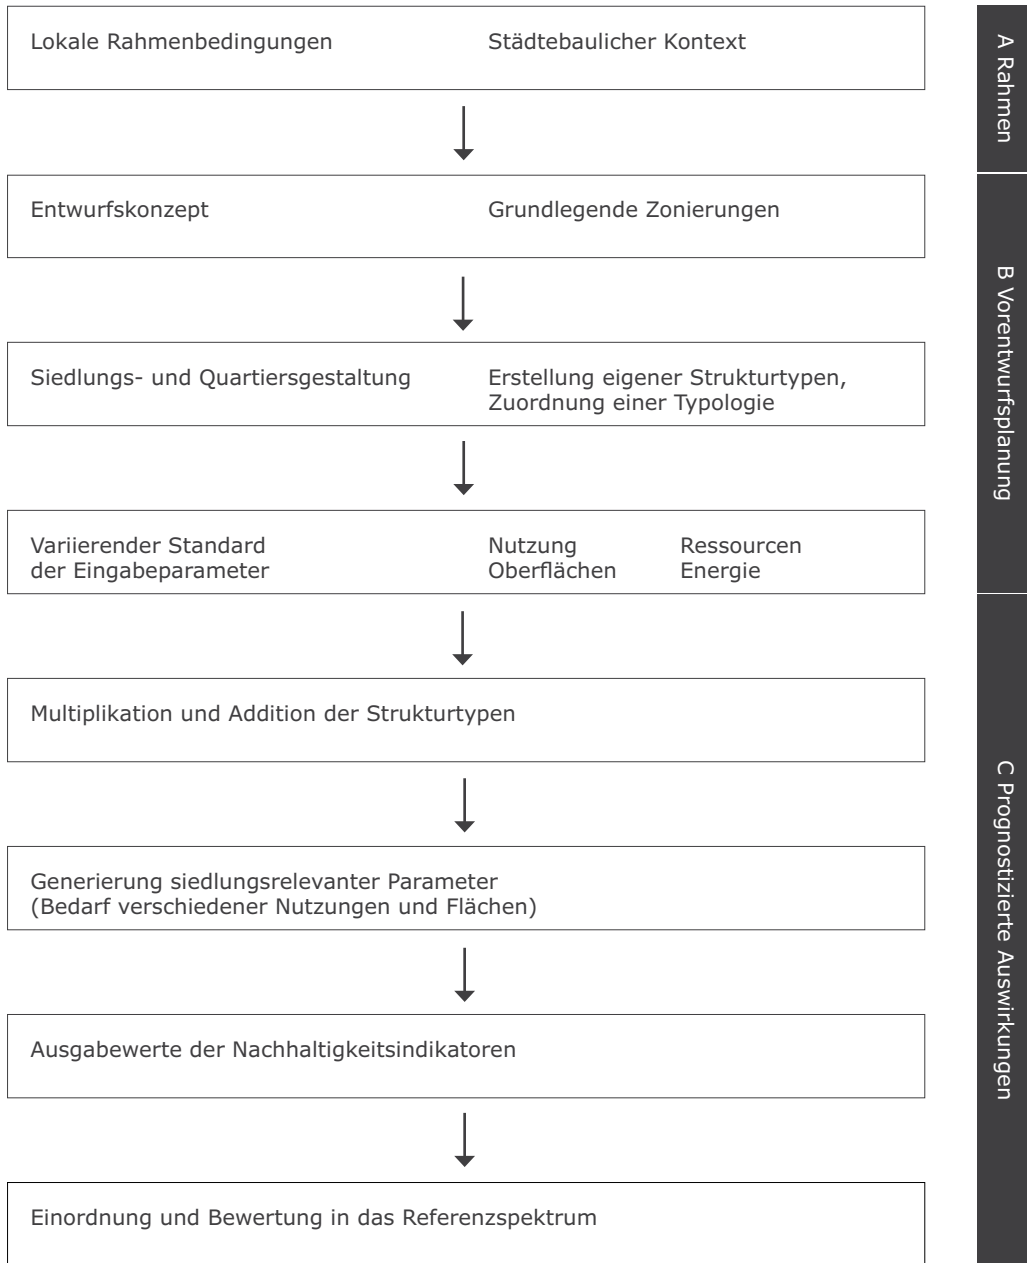 Lokale Rahmenbedingungen
Städtebaulicher Kontext
A Rahmen
Entwurfskonzept
Grundlegende Zonierungen
B Vorentwurfsplanung
Siedlungs- und Quartiersgestaltung
Erstellung eigener Strukturtypen,
Zuordnung einer Typologie
Variierender Standard
der Eingabeparameter
Nutzung
Oberflächen
Ressourcen
Energie
C Prognostizierte Auswirkungen
Multiplikation und Addition der Strukturtypen
Generierung siedlungsrelevanter Parameter
(Bedarf verschiedener Nutzungen und Flächen)
Ausgabewerte der Nachhaltigkeitsindikatoren
Einordnung und Bewertung in das Referenzspektrum